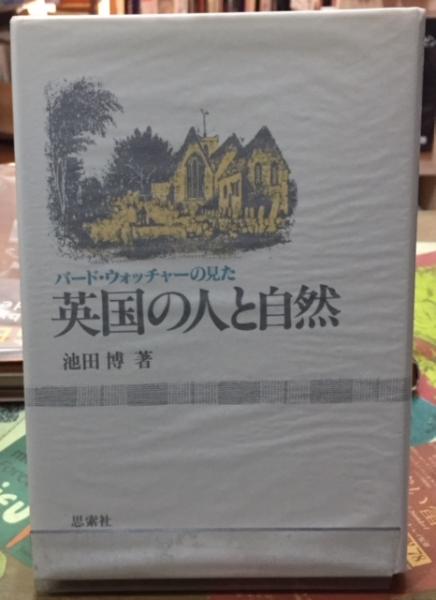 バード・ウォッチャーの見た
英国の人と自然
池田 博 著
思索社